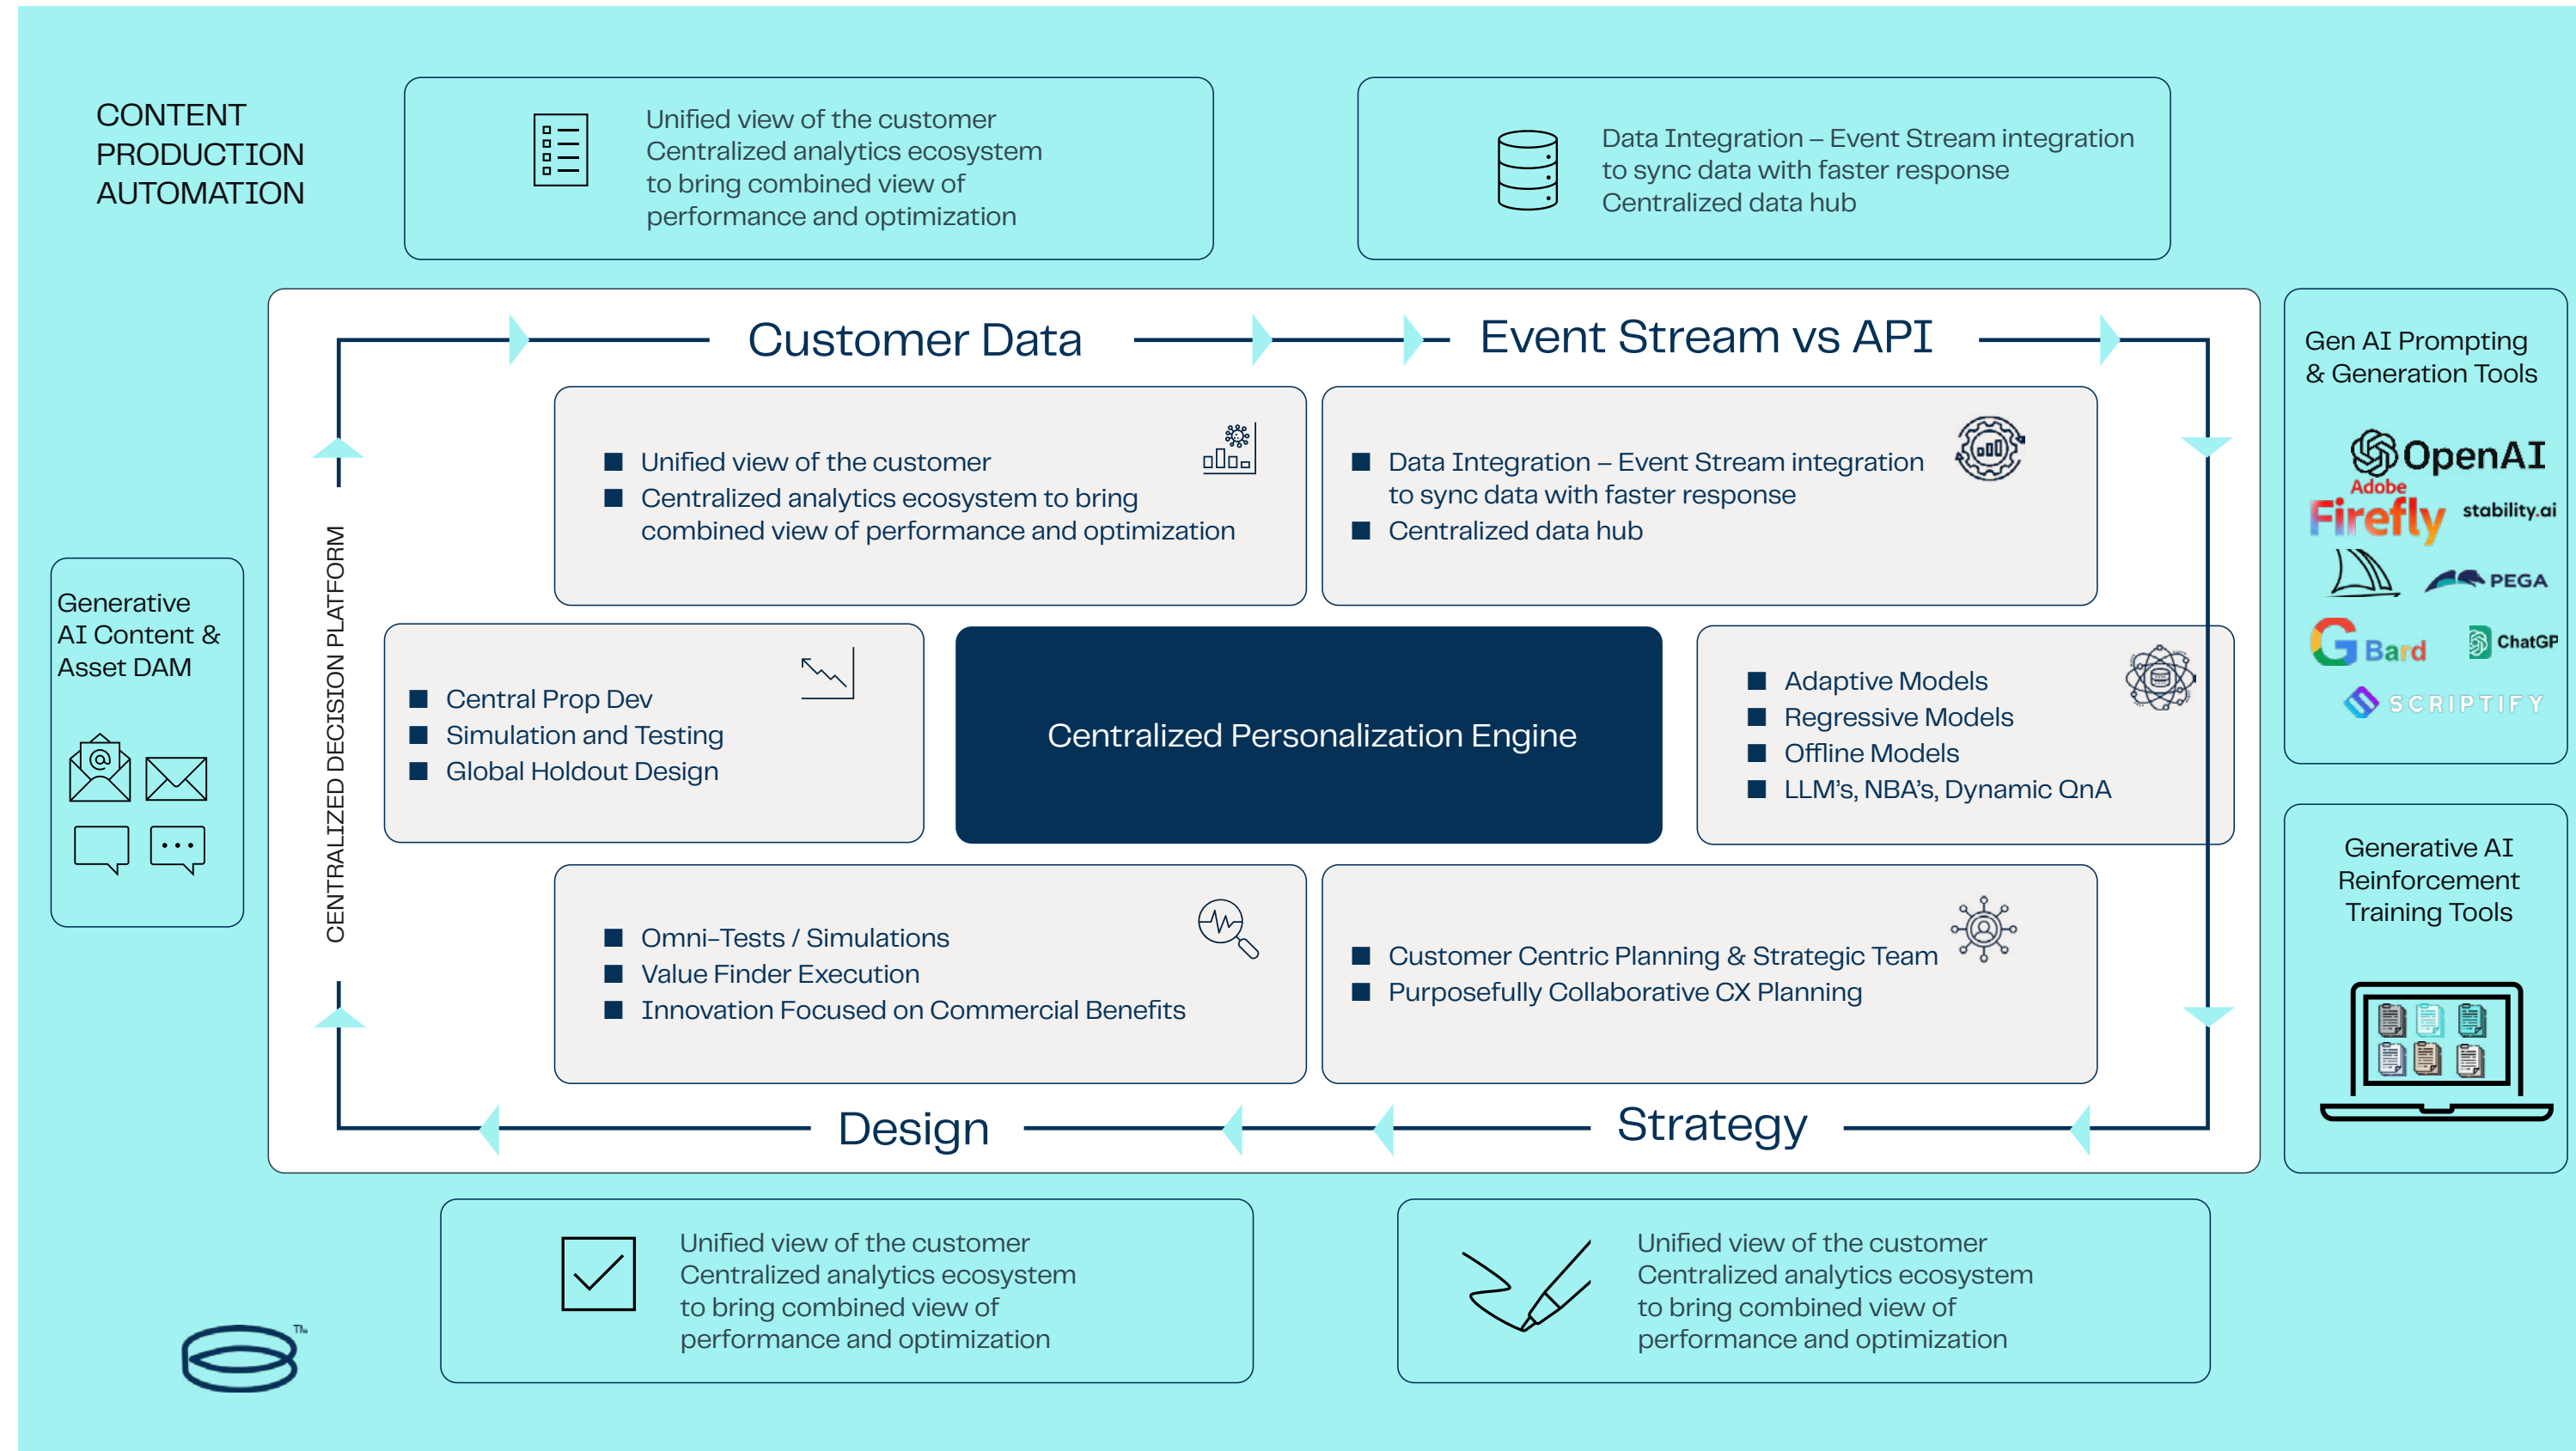 CONTENT
PRODUCTION
AUTOMATION
Unified view of the customer
Centralized analytics ecosystem
to bring combined view of
performance and optimization
Data Integration – Event Stream integration
to sync data with faster response
Centralized data hub
Customer Data
Event Stream vs API
■ Unified view of the customer
■ Centralized analytics ecosystem to bring
combined view of performance and optimization
■ Data Integration – Event Stream integration
to sync data with faster response
■ Centralized data hub
CENTRALIZED DECISION PLATFORM
■ Central Prop Dev
■ Simulation and Testing
■ Global Holdout Design
Centralized Personalization Engine
■ Adaptive Models
■ Regressive Models
■ Offline Models
■ LLM's, NBA's, Dynamic QnA
■ Omni-Tests / Simulations
■ Value Finder Execution
■ Innovation Focused on Commercial Benefits
■ Customer Centric Planning & Strategic Team
■ Purposefully Collaborative CX Planning
Design
Strategy
Generative
AI Content &
Asset DAM
@
Gen AI Prompting
& Generation Tools
OpenAI
Adobe
Firefly
stability.ai
PEGA
G Bard
ChatGP
SCRIPTIFY
Generative AI
Reinforcement
Training Tools
Unified view of the customer
Centralized analytics ecosystem
to bring combined view of
performance and optimization
Unified view of the customer
Centralized analytics ecosystem
to bring combined view of
performance and optimization
TM